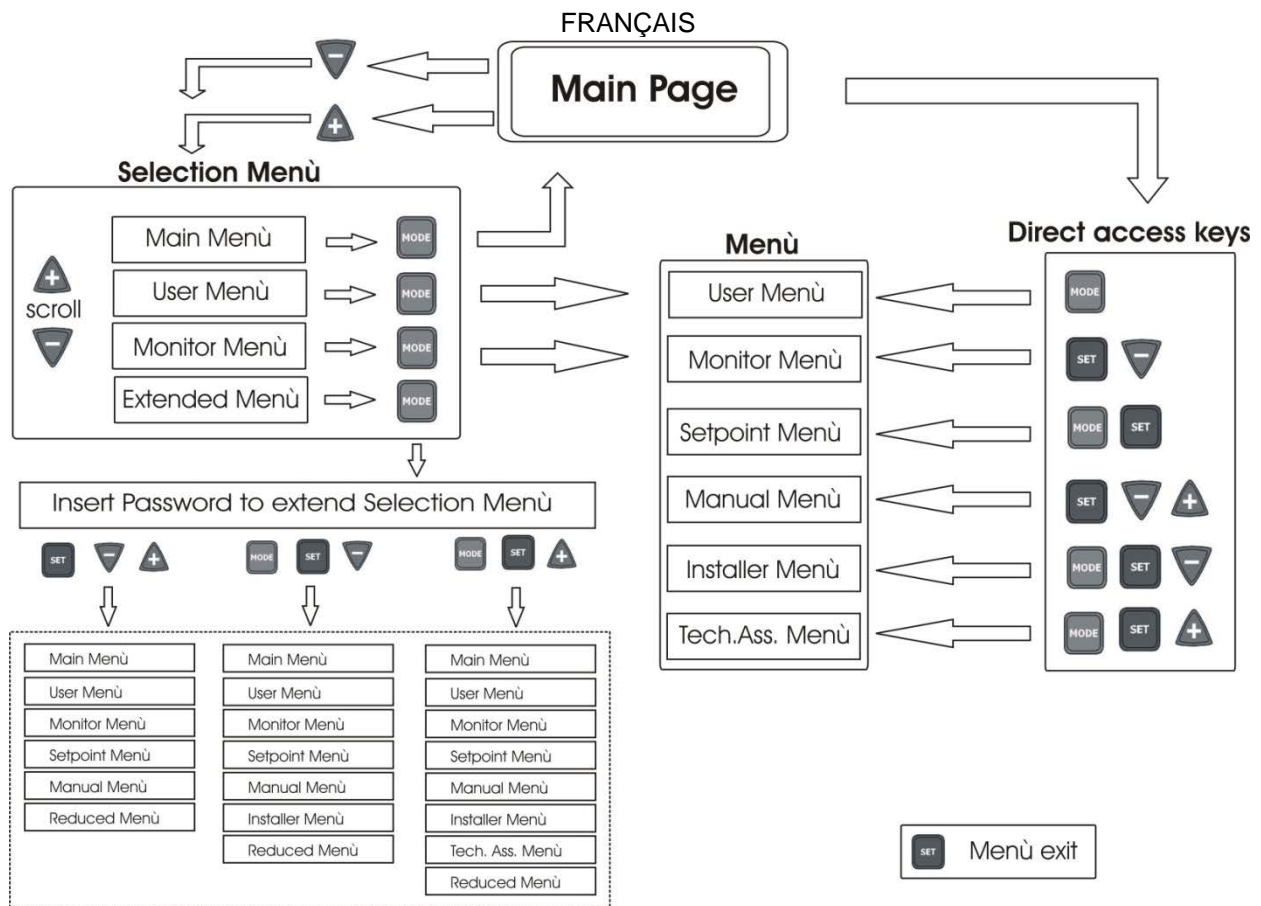 FRANÇAIS
Main Page
−
+
Selection Menù
+
scroll
−
Main Menù
MODE
User Menù
MODE
Monitor Menù
MODE
Extended Menù
MODE
Insert Password to extend Selection Menù
SET − +
MODE SET −
MODE SET +
Main Menù
User Menù
Monitor Menù
Setpoint Menù
Manual Menù
Reduced Menù
Main Menù
User Menù
Monitor Menù
Setpoint Menù
Manual Menù
Installer Menù
Reduced Menù
Main Menù
User Menù
Monitor Menù
Setpoint Menù
Manual Menù
Installer Menù
Tech. Ass. Menù
Reduced Menù
Menù
User Menù
Monitor Menù
Setpoint Menù
Manual Menù
Installer Menù
Tech.Ass. Menù
Direct access keys
MODE
SET −
MODE SET
SET − +
MODE SET −
MODE SET +
SET Menù exit